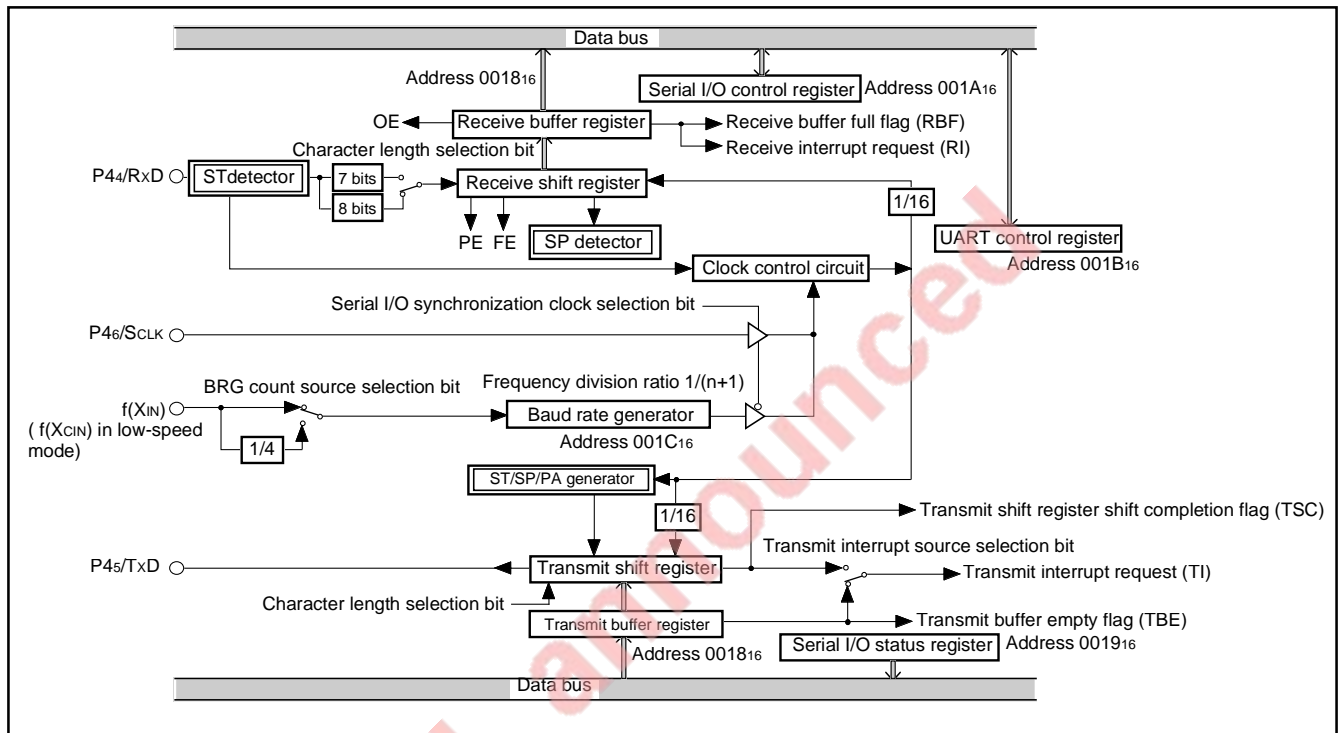 Data bus
Address 001816
Serial I/O control register
Address 001A16
OE
Receive buffer register
Receive buffer full flag (RBF)
Receive interrupt request (RI)
Character length selection bit
P44/RXD
STdetector
7 bits
8 bits
Receive shift register
1/16
PE
FE
SP detector
UART control register
Address 001B16
Clock control circuit
Serial I/O synchronization clock selection bit
P46/SCLK
BRG count source selection bit
Frequency division ratio 1/(n+1)
f(XIN)
( f(XCIN) in low-speed
mode)
1/4
Baud rate generator
Address 001C16
ST/SP/PA generator
1/16
Transmit shift register shift completion flag (TSC)
Transmit interrupt source selection bit
P45/TXD
Transmit shift register
Transmit interrupt request (TI)
Character length selection bit
Transmit buffer register
Transmit buffer empty flag (TBE)
Address 001816
Serial I/O status register
Address 001916
Data bus
announced